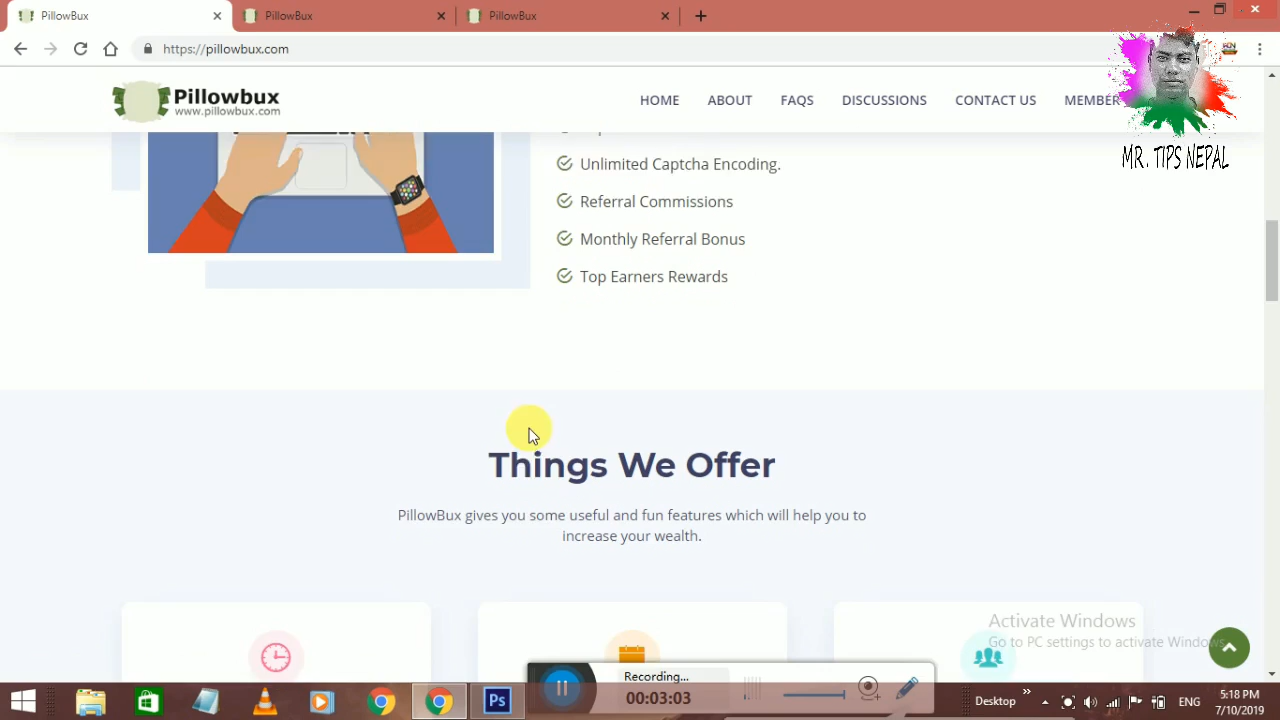 PillowBux
PillowBux
PillowBux
https://pillowbux.com
Pillowbux
www.pillowbux.com
HOME ABOUT FAQS DISCUSSIONS CONTACT US MEMBER
MR. TIPS NEPAL
Unlimited Captcha Encoding.
Referral Commissions
Monthly Referral Bonus
Top Earners Rewards
Things We Offer
PillowBux gives you some useful and fun features which will help you to
increase your wealth.
Activate Windows
Go to PC settings to activate Windows.
Recording...
00:03:03
Ps
Desktop
ENG
5:18 PM
7/10/2019